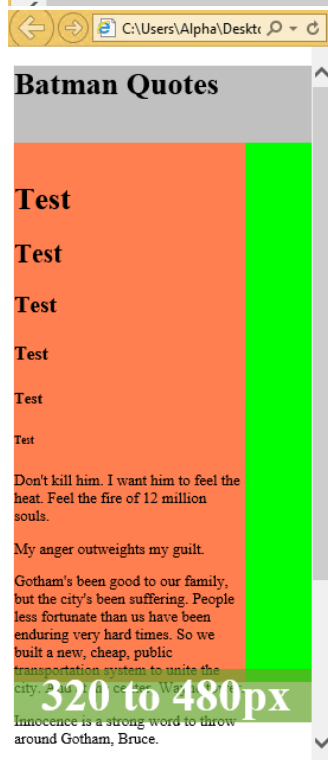 C:\Users\Alpha\Deskt
Batman Quotes
Test
Test
Test
Test
Test
Test
Don't kill him. I want him to feel the
heat. Feel the fire of 12 million
souls.
My anger outweights my guilt.
Gotham's been good to our family,
but the city's been suffering. People
less fortunate than us have been
enduring very hard times. So we
built a new, cheap, public
transportation system to unite the
city.
320 to 480px
Innocence is a strong word to throw
around Gotham, Bruce.